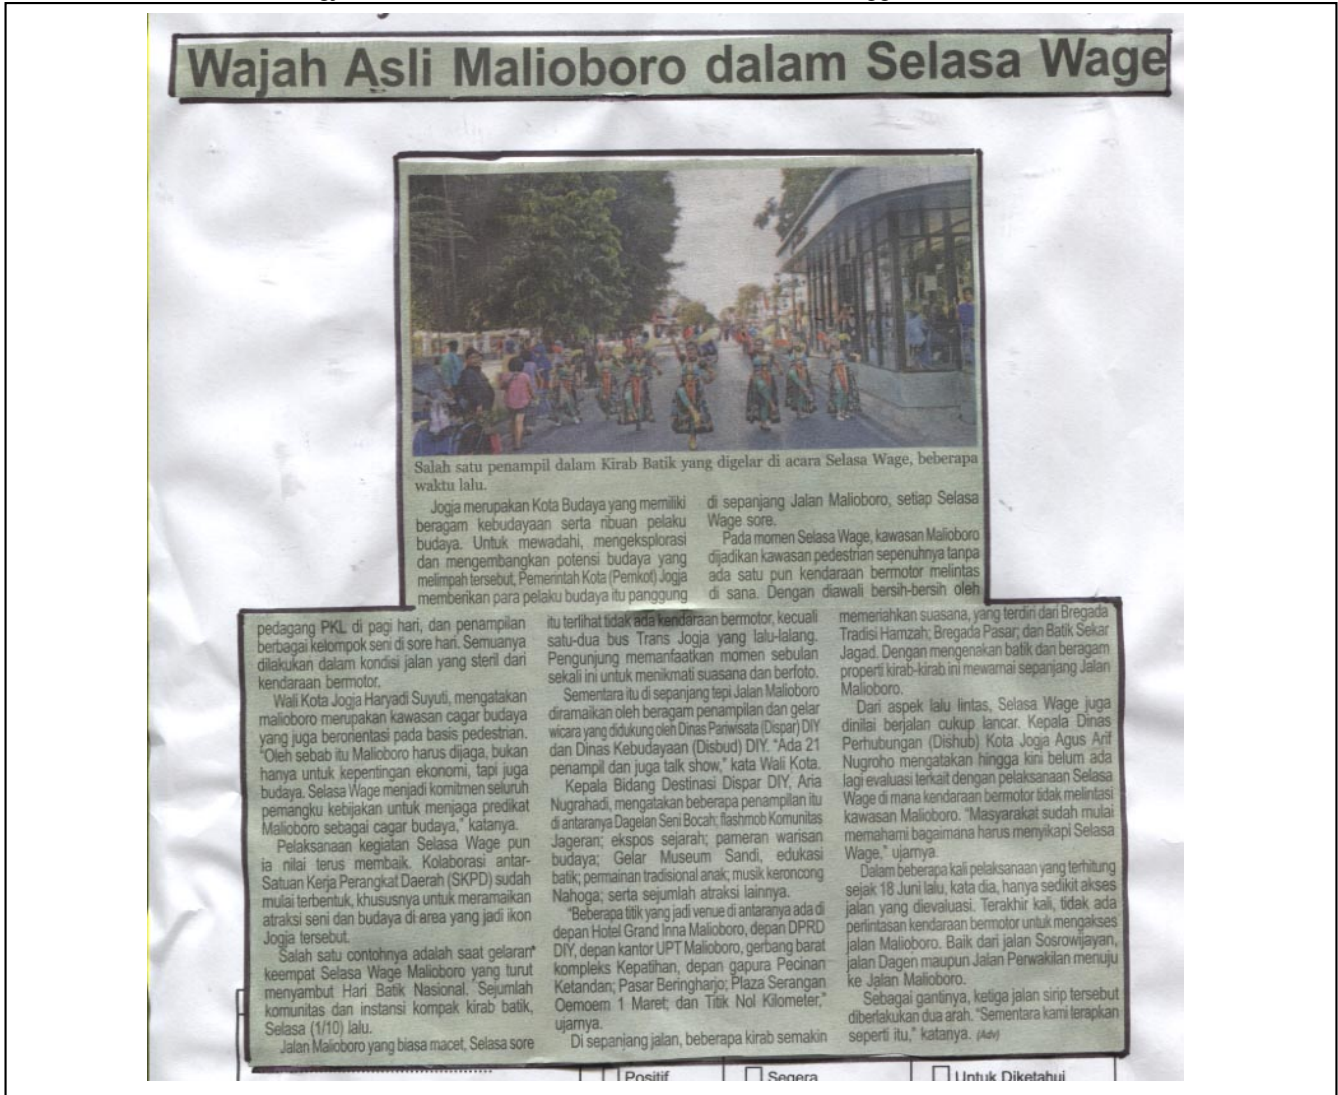 Wajah Asli Malioboro dalam Selasa Wage
Salah satu penampil dalam Kirab Batik yang digelar di acara Selasa Wage, beberapa
waktu lalu.
Jogja merupakan Kota Budaya yang memiliki
beragam kebudayaan serta ribuan pelaku
budaya. Untuk mewadahi, mengeksplorasi
dan mengembangkan potensi budaya yang
melimpah tersebut, Pemerintah Kota (Pemkot) Jogja
memberikan para pelaku budaya itu panggung
di sepanjang Jalan Malioboro, setiap Selasa
Wage sore.
Pada momen Selasa Wage, kawasan Malioboro
dijadikan kawasan pedestrian sepenuhnya tanpa
ada satu pun kendaraan bermotor melintas
di sana. Dengan diawali bersih-bersih oleh
pedagang PKL di pagi hari, dan penampilan
berbagai kelompok seni di sore hari. Semuanya
dilakukan dalam kondisi jalan yang steril dari
kendaraan bermotor.
Wali Kota Jogja Haryadi Suyuti, mengatakan
malioboro merupakan kawasan cagar budaya
yang juga berorientasi pada basis pedestrian.
"Oleh sebab itu Malioboro harus dijaga, bukan
hanya untuk kepentingan ekonomi, tapi juga
budaya. Selasa Wage menjadi komitmen seluruh
pemangku kebijakan untuk menjaga predikat
Malioboro sebagai cagar budaya," katanya.
Pelaksanaan kegiatan Selasa Wage pun
ia nilai terus membaik. Kolaborasi antar-
Satuan Kerja Perangkat Daerah (SKPD) sudah
mulai terbentuk, khususnya untuk meramaikan
atraksi seni dan budaya di area yang jadi ikon
Jogja tersebut.
Salah satu contohnya adalah saat gelaran
keempat Selasa Wage Malioboro yang turut
menyambut Hari Batik Nasional. Sejumlah
komunitas dan instansi kompak kirab batik,
Selasa (1/10) lalu.
Jalan Malioboro yang biasa macet, Selasa sore
itu terlihat tidak ada kendaraan bermotor, kecuali
satu-dua bus Trans Jogja yang lalu-lalang.
Pengunjung memanfaatkan momen sebulan
sekali ini untuk menikmati suasana dan berfoto.
Sementara itu di sepanjang tepi Jalan Malioboro
diramaikan oleh beragam penampilan dan gelar
wicara yang didukung oleh Dinas Pariwisata (Dispar) DIY
dan Dinas Kebudayaan (Disbud) DIY. "Ada 21
penampil dan juga talk show," kata Wali Kota.
Kepala Bidang Destinasi Dispar DIY, Aria
Nugrahadi, mengatakan beberapa penampilan itu
di antaranya Dagelan Seni Bocah; flashmob Komunitas
Jageran; ekspos sejarah; pameran warisan
budaya; Gelar Museum Sandi, edukasi
batik; permainan tradisional anak; musik keroncong
Nahoga; serta sejumlah atraksi lainnya.
"Beberapa titik yang jadi venue di antaranya ada di
depan Hotel Grand Inna Malioboro, depan DPRD
DIY, depan kantor UPT Malioboro, gerbang barat
kompleks Kepatihan, depan gapura Pecinan
Ketandan; Pasar Beringharjo; Plaza Serangan
Oemoem 1 Maret; dan Titik Nol Kilometer,"
ujarnya.
Di sepanjang jalan, beberapa kirab semakin
memeriahkan suasana, yang terdiri dari Bregada
Tradisi Hamzah; Bregada Pasar; dan Batik Sekar
Jagad. Dengan mengenakan batik dan beragam
properti kirab-kirab ini mewarnai sepanjang Jalan
Malioboro.
Dari aspek lalu lintas, Selasa Wage juga
dinilai berjalan cukup lancar. Kepala Dinas
Perhubungan (Dishub) Kota Jogja Agus Arif
Nugroho mengatakan hingga kini belum ada
lagi evaluasi terkait dengan pelaksanaan Selasa
Wage di mana kendaraan bermotor tidak melintasi
kawasan Malioboro. "Masyarakat sudah mulai
memahami bagaimana harus menyikapi Selasa
Wage," ujarnya.
Dalam beberapa kali pelaksanaan yang terhitung
sejak 18 Juni lalu, kata dia, hanya sedikit akses
jalan yang dievaluasi. Terakhir kali, tidak ada
perlintasan kendaraan bermotor untuk mengakses
jalan Malioboro. Baik dari jalan Sosrowijayan,
jalan Dagen maupun Jalan Perwakilan menuju
ke Jalan Malioboro.
Sebagai gantinya, ketiga jalan sirip tersebut
diberlakukan dua arah. "Sementara kami terapkan
seperti itu," katanya. (Adv)
Positif
Segera
Untuk Diketahui